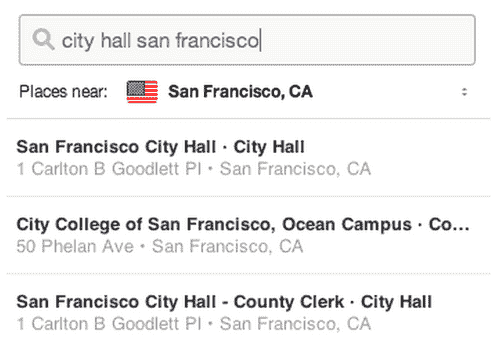 city hall san francisco
Places near: San Francisco, CA
San Francisco City Hall · City Hall
1 Carlton B Goodlett Pl • San Francisco, CA
City College of San Francisco, Ocean Campus · Co...
50 Phelan Ave • San Francisco, CA
San Francisco City Hall - County Clerk · City Hall
1 Carlton B Goodlett Pl • San Francisco, CA